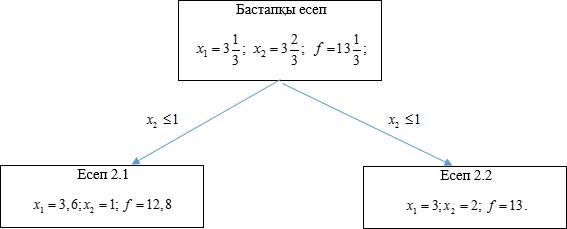 Бастапқы есеп
x₁ = 3 1/3; x₂ = 3 2/3; f = 13 1/3;
x₂ ≤1 x₂ ≤1
Есеп 2.1
x₁ = 3,6; x₂ = 1; f = 12,8
Есеп 2.2
x₁ = 3; x₂ = 2; f = 13.